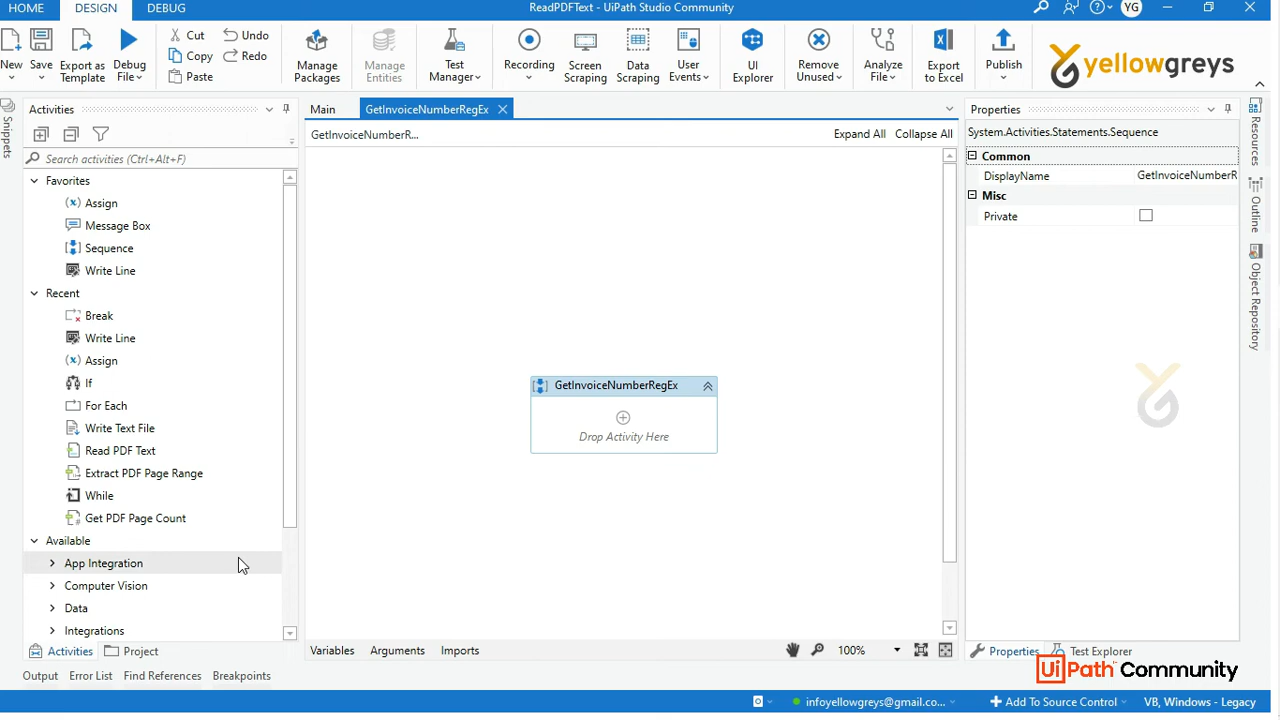 HOME DESIGN DEBUG
ReadPDFText - UiPath Studio Community
YG
New
Save
Export as Template
Debug File
Cut
Copy
Paste
Undo
Redo
Manage Packages
Manage Entities
Test Manager
Recording
Screen Scraping
Data Scraping
User Events
UI Explorer
Remove Unused
Analyze File
Export to Excel
Publish
yellowgreys
Snippets
Activities
Search activities (Ctrl+Alt+F)
Favorites
Assign
Message Box
Sequence
Write Line
Recent
Break
Write Line
Assign
If
For Each
Write Text File
Read PDF Text
Extract PDF Page Range
While
Get PDF Page Count
Available
App Integration
Computer Vision
Data
Integrations
Activities Project
Main GetInvoiceNumberRegEx
GetInvoiceNumberR... Expand All Collapse All
GetInvoiceNumberRegEx
Drop Activity Here
Variables Arguments Imports 100%
Properties
System.Activities.Statements.Sequence
Common
DisplayName GetInvoiceNumberR
Misc
Private
Resources
Outline
Object Repository
Properties Test Explorer
UiPath Community
Output Error List Find References Breakpoints
infoyellowgreys@gmail.co... Add To Source Control VB, Windows - Legacy